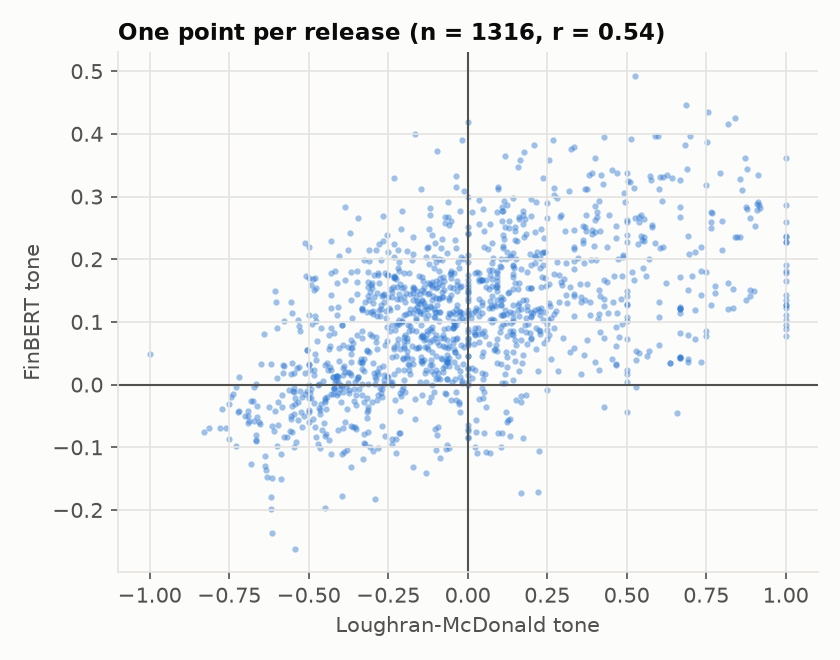 One point per release (n = 1316, r = 0.54)
0.5
0.4
0.3
0.2
0.1
0.0
−0.1
−0.2
FinBERT tone
−1.00 −0.75 −0.50 −0.25 0.00 0.25 0.50 0.75 1.00
Loughran-McDonald tone